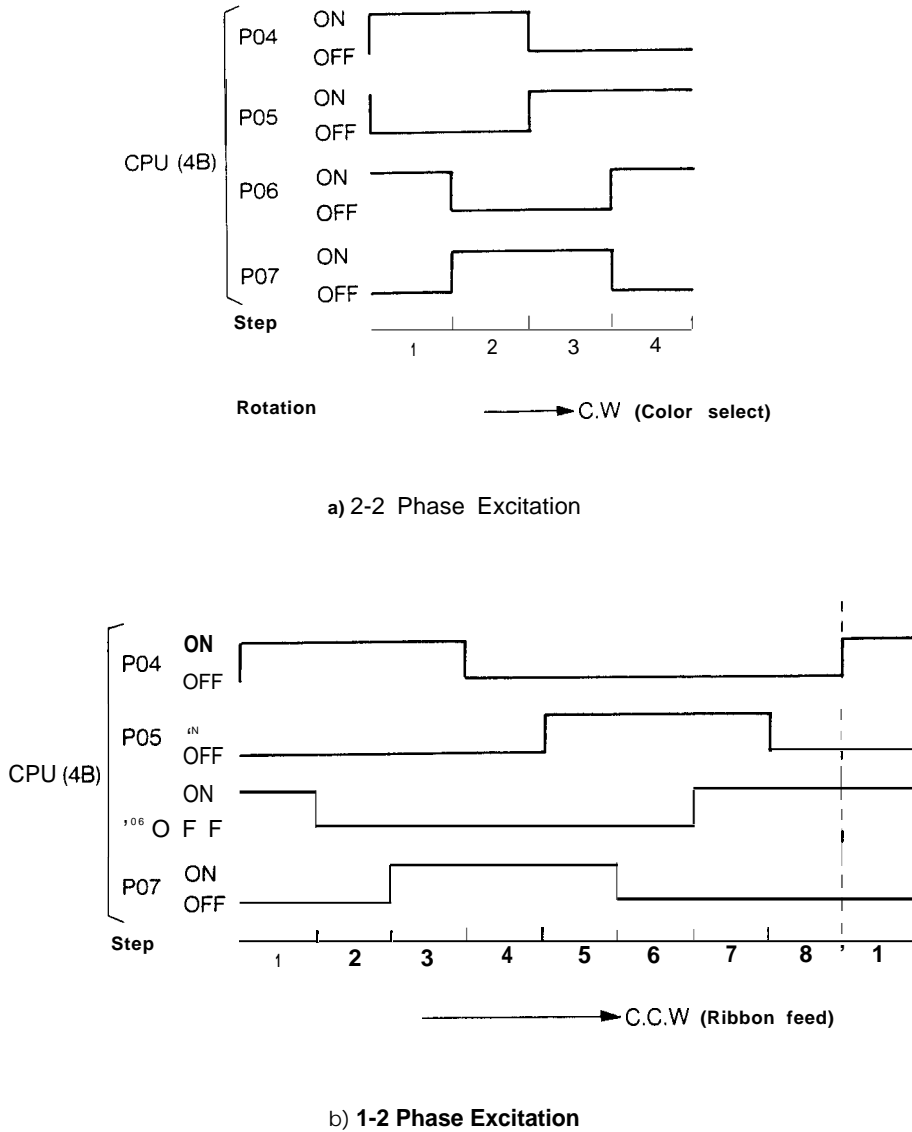 ON
P04
OFF
ON
P05
OFF
CPU (4B)
ON
P06
OFF
ON
P07
OFF
Step
1 2 3 4
Rotation
C.W (Color select)
a) 2-2 Phase Excitation
ON
P04
OFF
P05
OFF
CPU (4B)
ON
'06 O F F
ON
P07
OFF
Step
1 2 3 4 5 6 7 8 ' 1
C.C.W (Ribbon feed)
b) 1-2 Phase Excitation